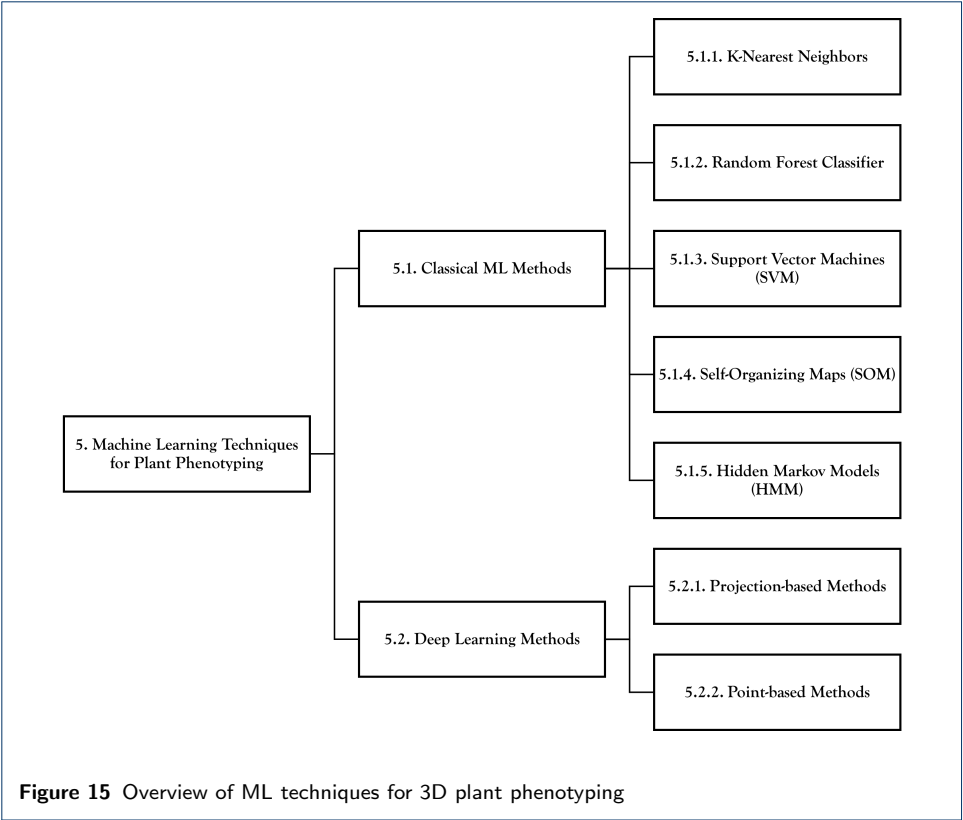 5.1.1. K-Nearest Neighbors
5.1.2. Random Forest Classifier
5.1. Classical ML Methods
5.1.3. Support Vector Machines
(SVM)
5.1.4. Self-Organizing Maps (SOM)
5. Machine Learning Techniques
for Plant Phenotyping
5.1.5. Hidden Markov Models
(HMM)
5.2.1. Projection-based Methods
5.2. Deep Learning Methods
5.2.2. Point-based Methods
Figure 15 Overview of ML techniques for 3D plant phenotyping